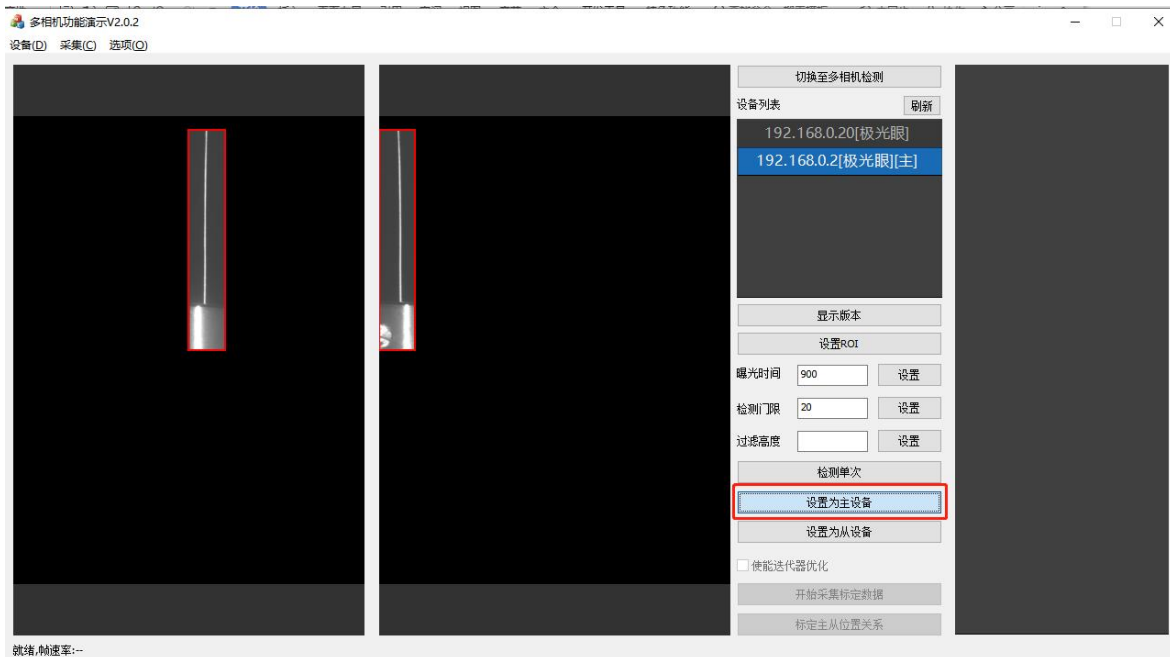 多相机功能演示V2.0.2
设备(D) 采集(C) 选项(O)
切换至多相机检测
设备列表 刷新
192.168.0.20[极光眼]
192.168.0.2[极光眼][主]
显示版本
设置ROI
曝光时间 900 设置
检测门限 20 设置
过滤高度 设置
检测单次
设置为主设备
设置为从设备
使能迭代器优化
开始采集标定数据
标定主从位置关系
就绪,帧速率:--